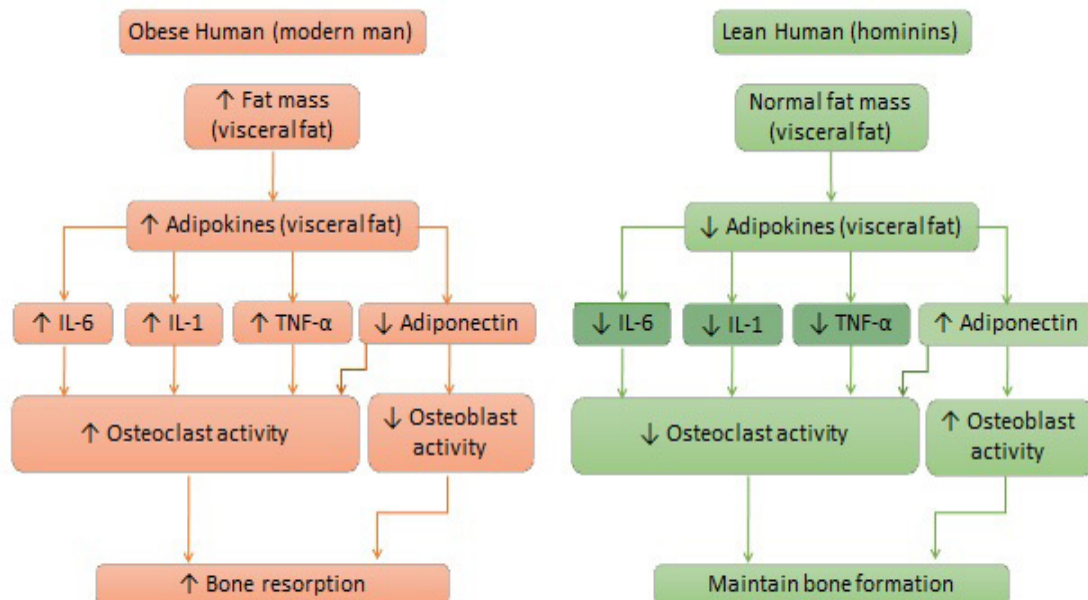 Obese Human (modern man)
↑ Fat mass
(visceral fat)
↑ Adipokines (visceral fat)
↑ IL-6
↑ IL-1
↑ TNF-α
↓ Adiponectin
↑ Osteoclast activity
↓ Osteoblast
activity
↑ Bone resorption
Lean Human (hominins)
Normal fat mass
(visceral fat)
↓ Adipokines (visceral fat)
↓ IL-6
↓ IL-1
↓ TNF-α
↑ Adiponectin
↓ Osteoclast activity
↑ Osteoblast
activity
Maintain bone formation